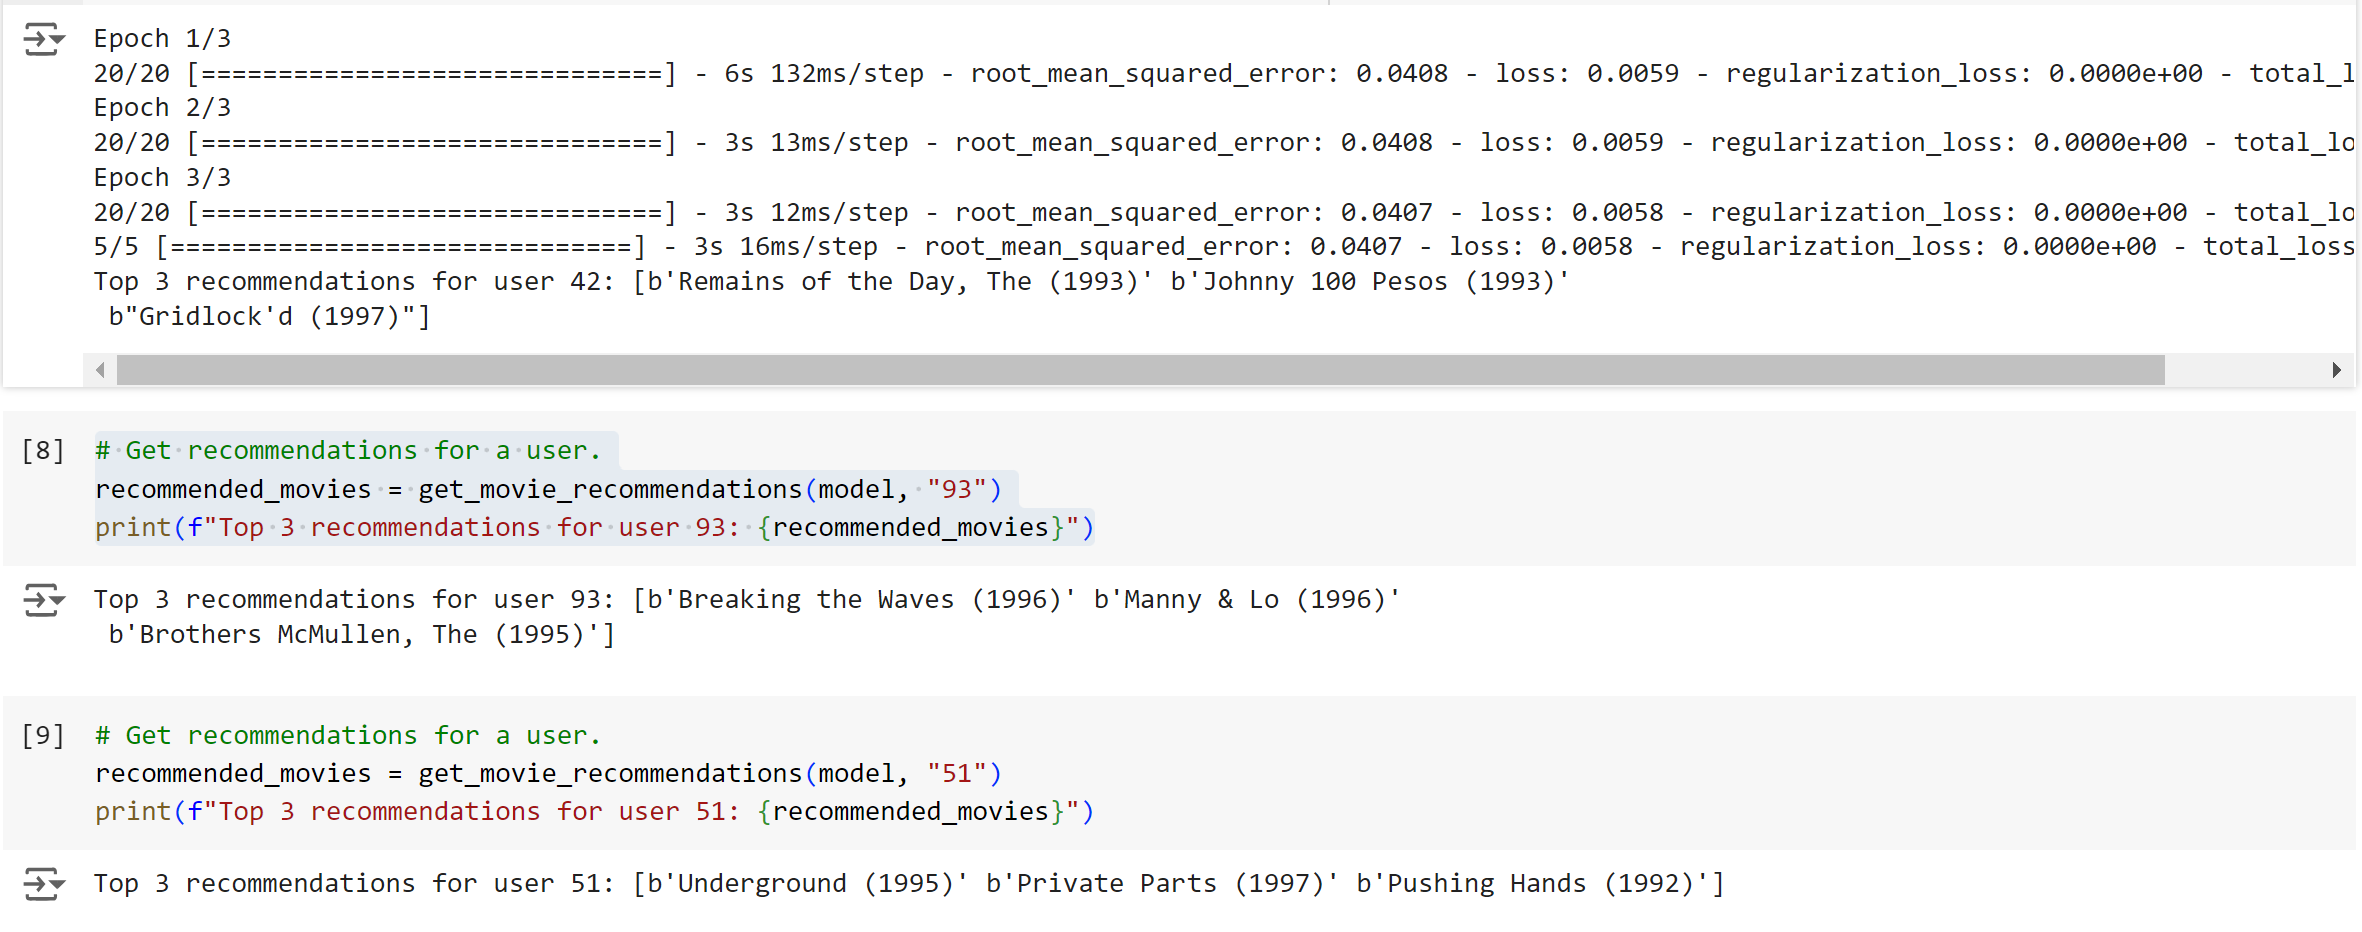 Epoch 1/3
20/20 [==============================] - 6s 132ms/step - root_mean_squared_error: 0.0408 - loss: 0.0059 - regularization_loss: 0.0000e+00 - total_l
Epoch 2/3
20/20 [==============================] - 3s 13ms/step - root_mean_squared_error: 0.0408 - loss: 0.0059 - regularization_loss: 0.0000e+00 - total_lo
Epoch 3/3
20/20 [==============================] - 3s 12ms/step - root_mean_squared_error: 0.0407 - loss: 0.0058 - regularization_loss: 0.0000e+00 - total_lo
5/5 [==============================] - 3s 16ms/step - root_mean_squared_error: 0.0407 - loss: 0.0058 - regularization_loss: 0.0000e+00 - total_loss
Top 3 recommendations for user 42: [b'Remains of the Day, The (1993)' b'Johnny 100 Pesos (1993)'
 b"Gridlock'd (1997)"]
[8] # Get recommendations for a user.
recommended_movies = get_movie_recommendations(model, "93")
print(f"Top 3 recommendations for user 93: {recommended_movies}")
Top 3 recommendations for user 93: [b'Breaking the Waves (1996)' b'Manny & Lo (1996)'
 b'Brothers McMullen, The (1995)']
[9] # Get recommendations for a user.
recommended_movies = get_movie_recommendations(model, "51")
print(f"Top 3 recommendations for user 51: {recommended_movies}")
Top 3 recommendations for user 51: [b'Underground (1995)' b'Private Parts (1997)' b'Pushing Hands (1992)']